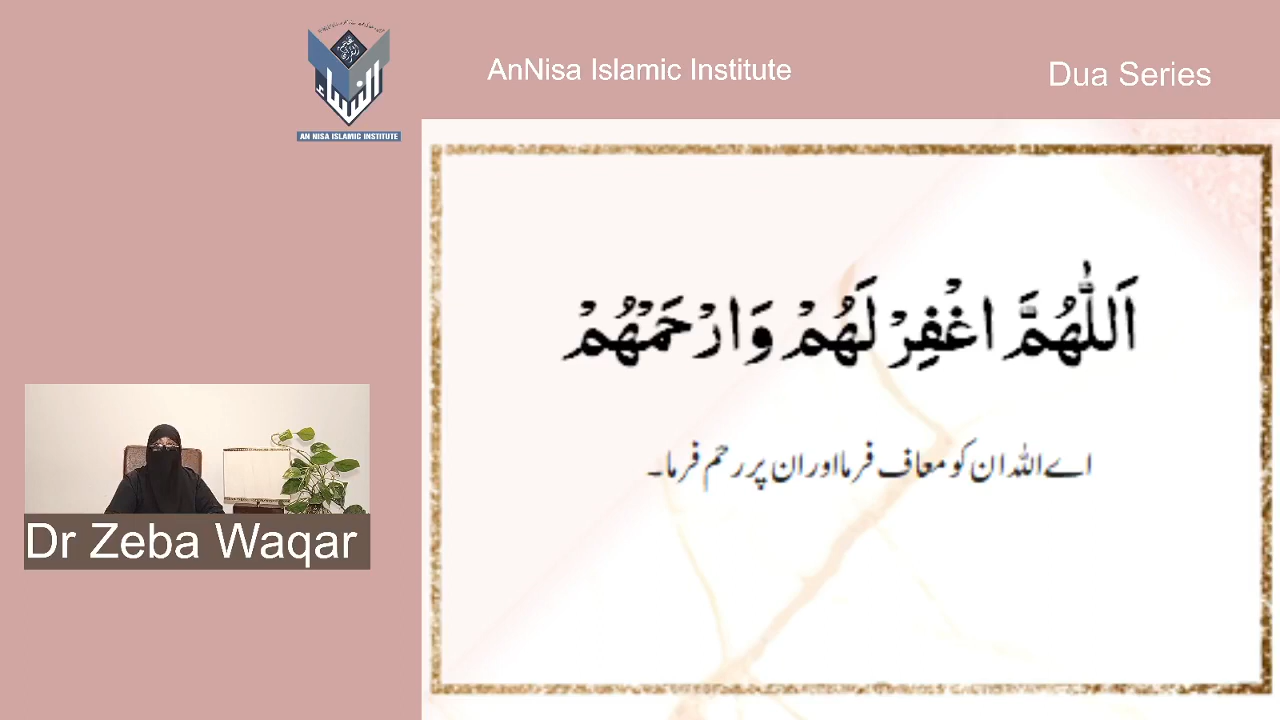 AnNisa Islamic Institute
Dua Series
النساء
AN NISA ISLAMIC INSTITUTE
اَللّٰهُمَّ اغْفِرْ لَهُمْ وَارْحَمْهُمْ
اے اللہ ان کو معاف فرما اور ان پر رحم فرما۔
Dr Zeba Waqar